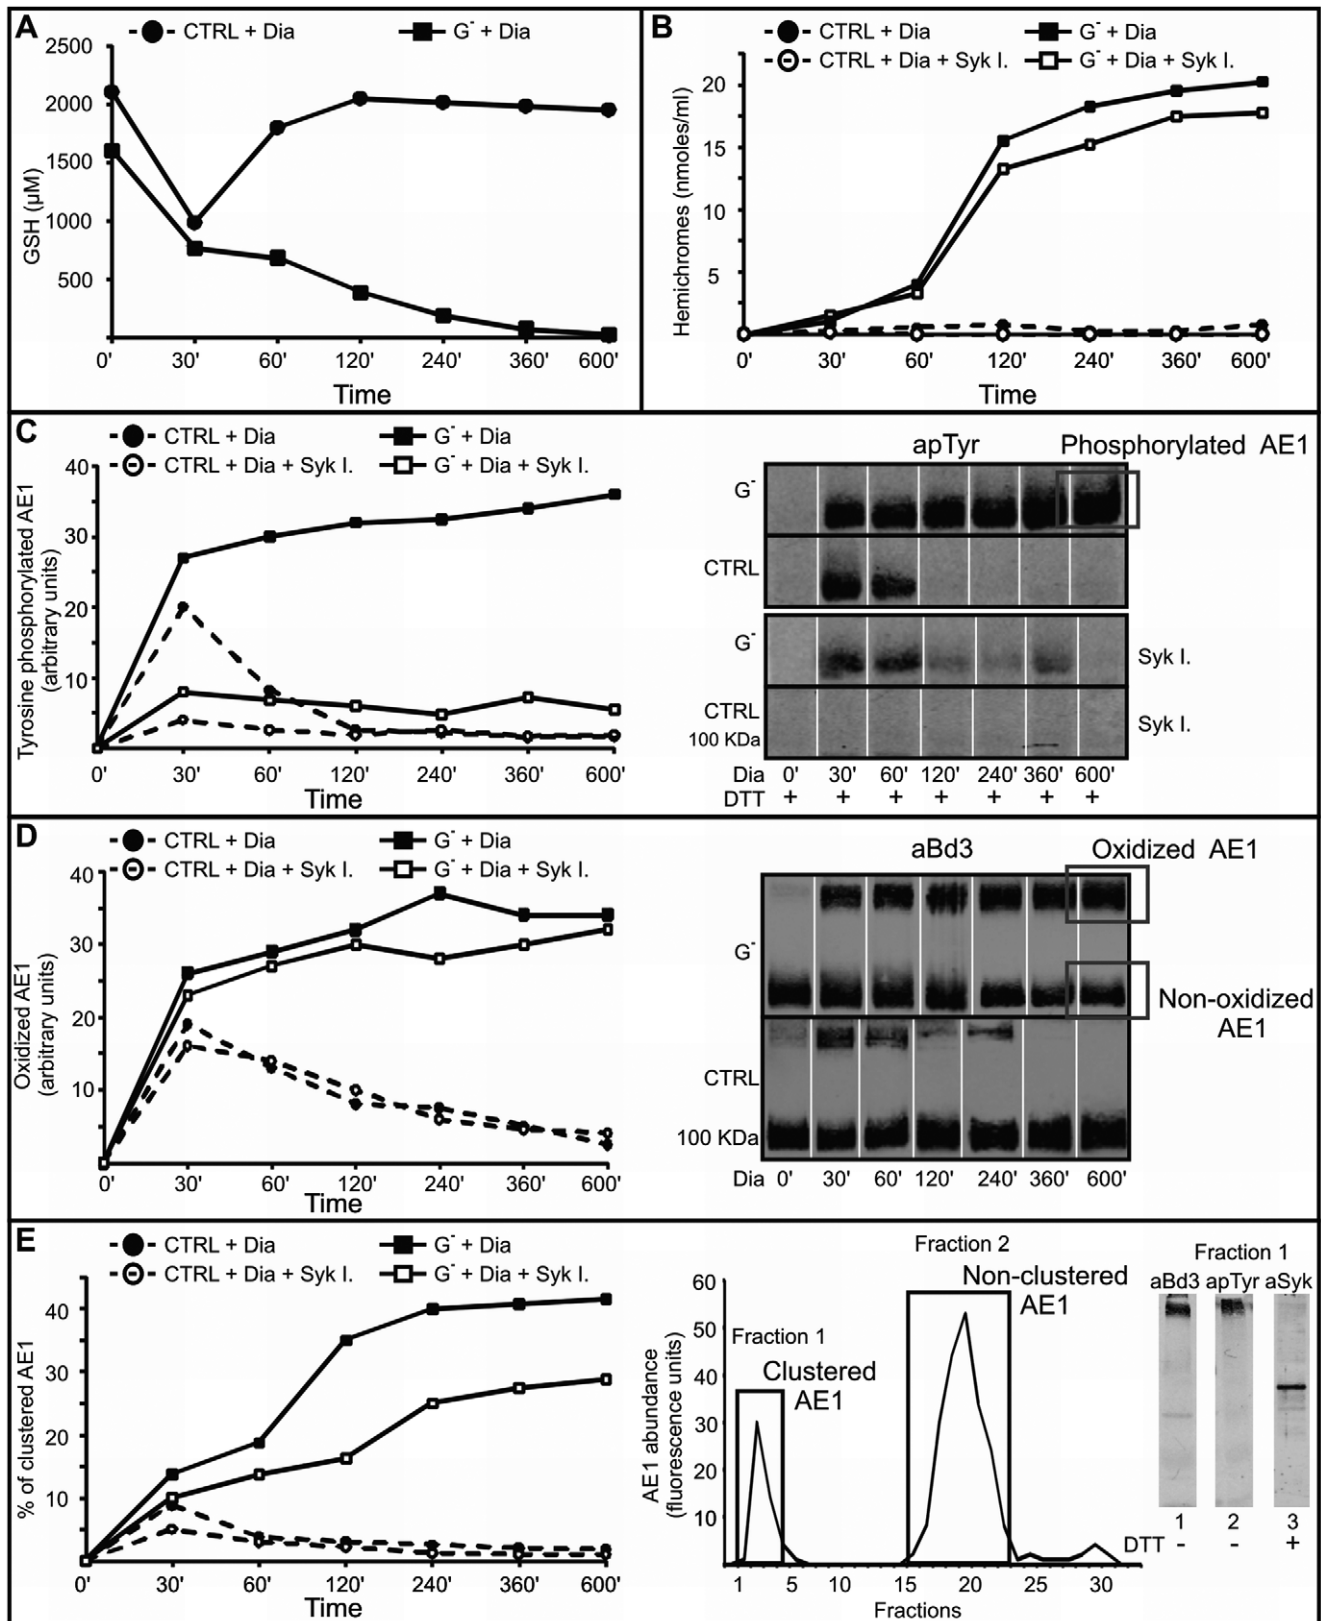 A
CTRL + Dia
G- + Dia
2500
2000
1500
1000
500
GSH (µM)
0' 30' 60' 120' 240' 360' 600'
Time
B
CTRL + Dia
G- + Dia
CTRL + Dia + Syk I.
G- + Dia + Syk I.
20
15
10
5
Hemichromes (nmoles/ml)
0' 30' 60' 120' 240' 360' 600'
Time
C
CTRL + Dia
G- + Dia
CTRL + Dia + Syk I.
G- + Dia + Syk I.
40
30
20
10
Tyrosine phosphorylated AE1
(arbitrary units)
0' 30' 60' 120' 240' 360' 600'
Time
apTyr
Phosphorylated AE1
G-
CTRL
G-
Syk I.
CTRL
Syk I.
100 KDa
Dia 0' 30' 60' 120' 240' 360' 600'
DTT + + + + + + +
D
CTRL + Dia
G- + Dia
CTRL + Dia + Syk I.
G- + Dia + Syk I.
40
30
20
10
Oxidized AE1
(arbitrary units)
0' 30' 60' 120' 240' 360' 600'
Time
aBd3
Oxidized AE1
G-
Non-oxidized
AE1
CTRL
100 KDa
Dia 0' 30' 60' 120' 240' 360' 600'
E
CTRL + Dia
G- + Dia
CTRL + Dia + Syk I.
G- + Dia + Syk I.
40
30
20
10
% of clustered AE1
0' 30' 60' 120' 240' 360' 600'
Time
Fraction 2
Non-clustered
AE1
Fraction 1
Clustered
AE1
60
50
40
30
20
10
AE1 abundance
(fluorescence units)
1 5 10 15 20 25 30
Fractions
Fraction 1
aBd3 apTyr aSyk
1 2 3
DTT - - +